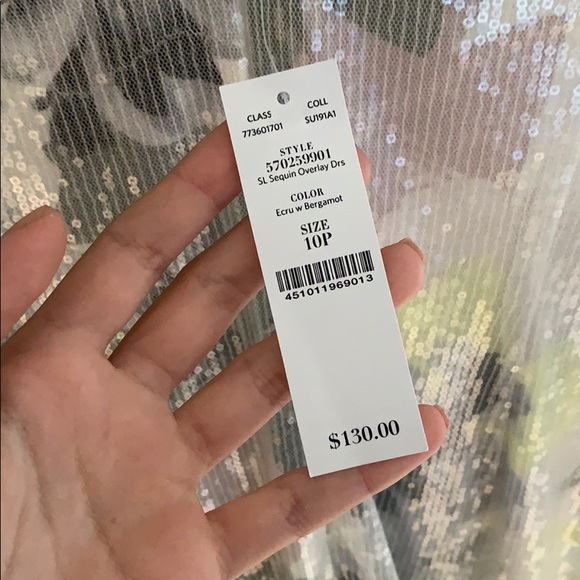 CLASS COLL
773601701 SU191A1
STYLE
570259901
SL Sequin Overlay Drs
COLOR
Ecru w Bergamot
SIZE
10P
451011969013
$130.00